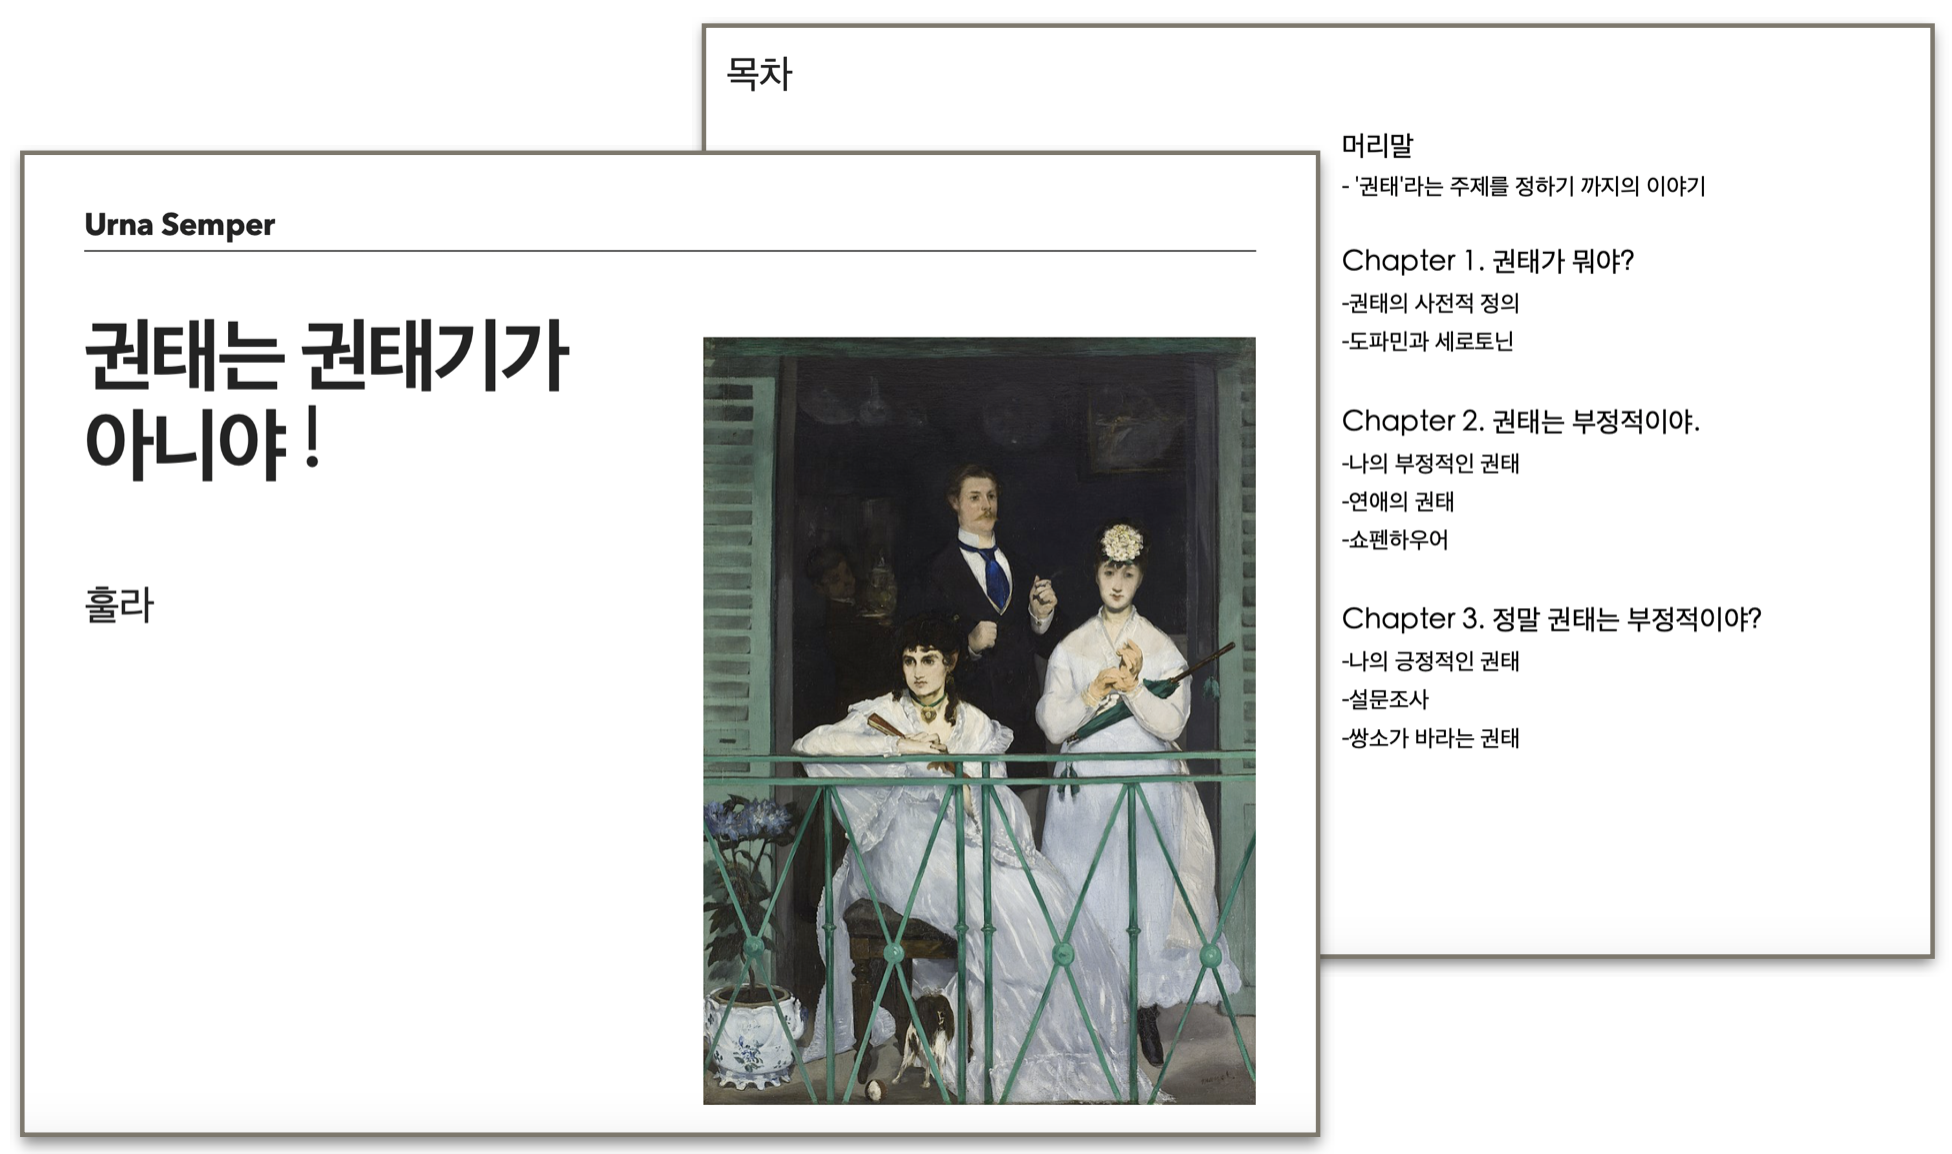 Urna Semper
권태는 권태기가
아니야 !
훌라
목차
머리말
- '권태'라는 주제를 정하기 까지의 이야기
Chapter 1. 권태가 뭐야?
-권태의 사전적 정의
-도파민과 세로토닌
Chapter 2. 권태는 부정적이야.
-나의 부정적인 권태
-연애의 권태
-쇼펜하우어
Chapter 3. 정말 권태는 부정적이야?
-나의 긍정적인 권태
-설문조사
-쌍소가 바라는 권태